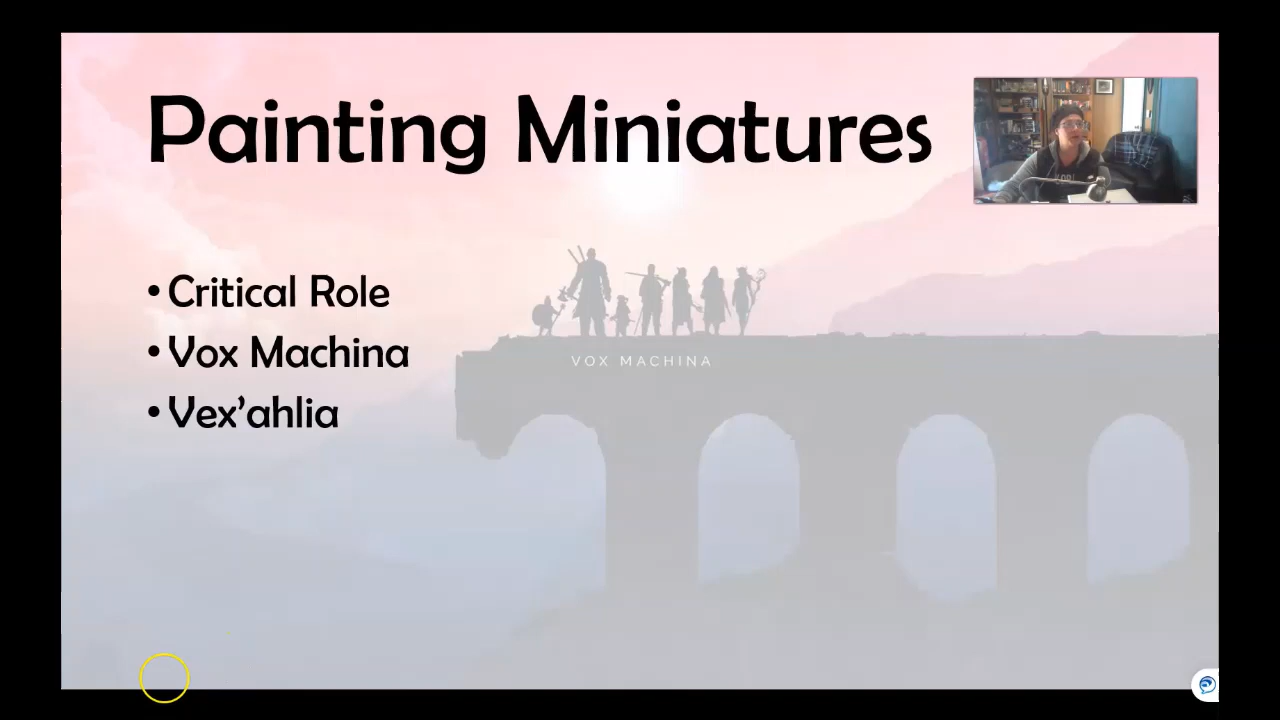 Painting Miniatures
• Critical Role
• Vox Machina
• Vex’ahlia
VOX MACHINA